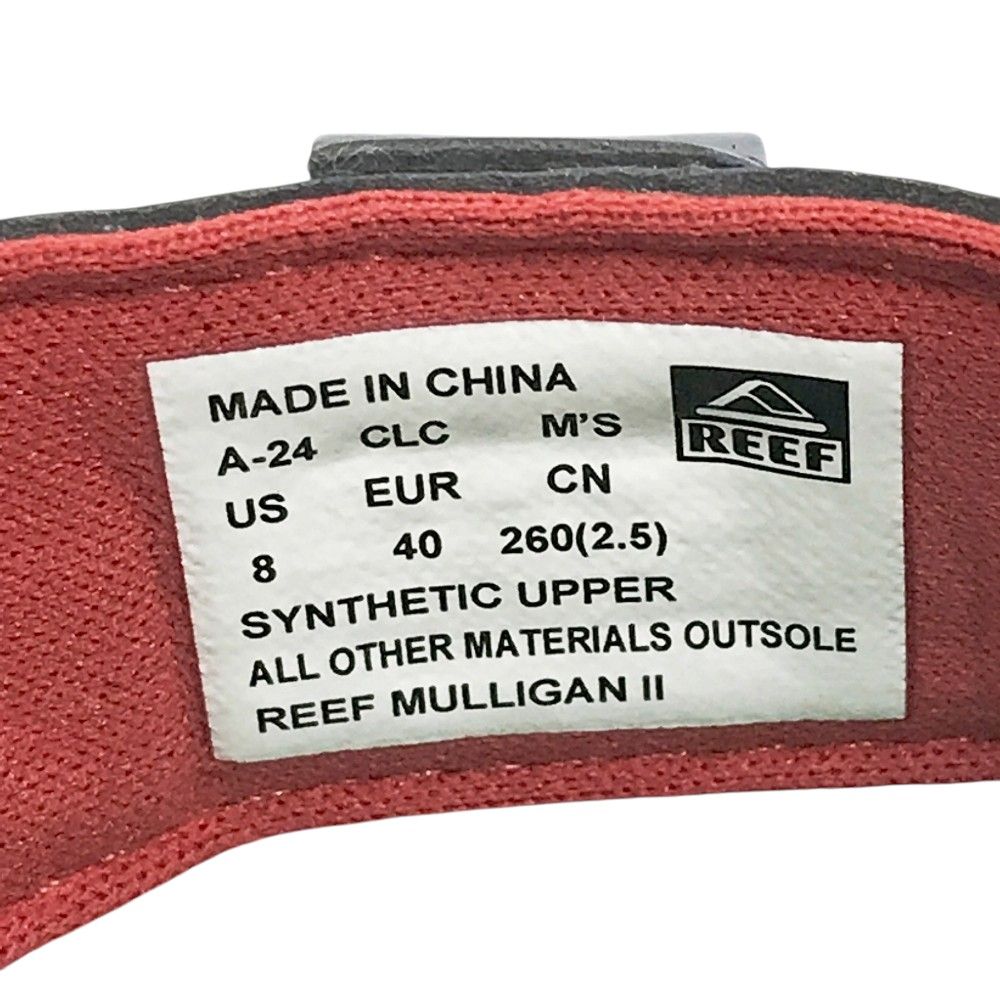 MADE IN CHINA
REEF
A-24 CLC M'S
US EUR CN
8 40 260(2.5)
SYNTHETIC UPPER
ALL OTHER MATERIALS OUTSOLE
REEF MULLIGAN II